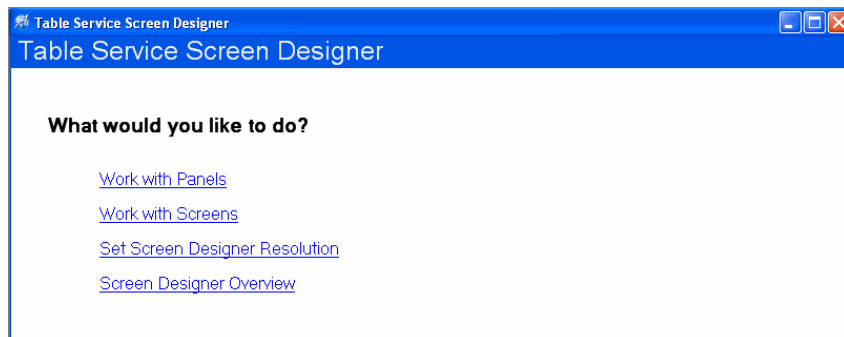 Table Service Screen Designer
Table Service Screen Designer
What would you like to do?
Work with Panels
Work with Screens
Set Screen Designer Resolution
Screen Designer Overview